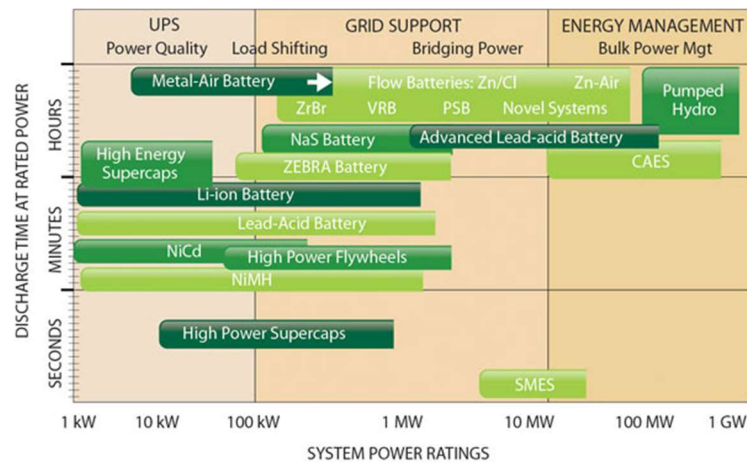 UPS
GRID SUPPORT
ENERGY MANAGEMENT
Power Quality
Load Shifting
Bridging Power
Bulk Power Mgt
DISCHARGE TIME AT RATED POWER
HOURS
Metal-Air Battery
Flow Batteries: Zn/Cl
Zn-Air
ZrBr
VRB
PSB
Novel Systems
Pumped
Hydro
NaS Battery
Advanced Lead-acid Battery
High Energy
Supercaps
ZEBRA Battery
CAES
MINUTES
Li-ion Battery
Lead-Acid Battery
NiCd
High Power Flywheels
NiMH
SECONDS
High Power Supercaps
SMES
1 kW
10 kW
100 kW
1 MW
10 MW
100 MW
1 GW
SYSTEM POWER RATINGS